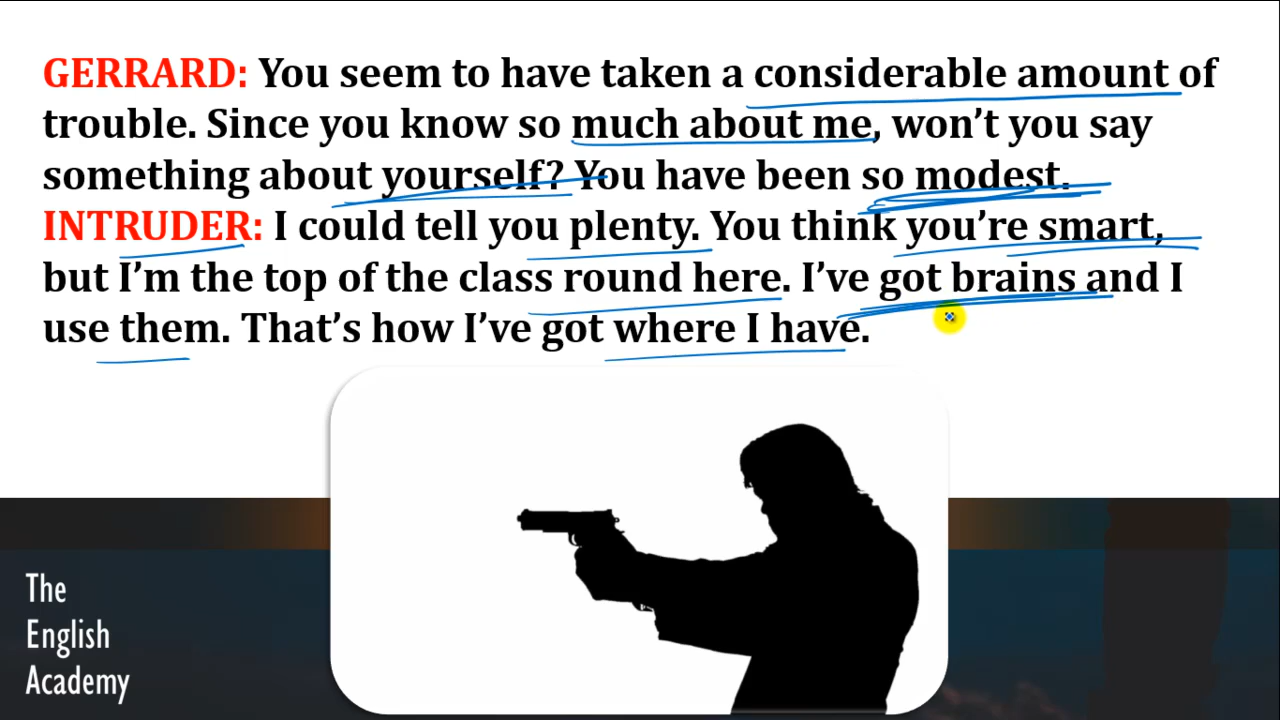 GERRARD: You seem to have taken a considerable amount of
trouble. Since you know so much about me, won’t you say
something about yourself? You have been so modest.
INTRUDER: I could tell you plenty. You think you’re smart,
but I’m the top of the class round here. I’ve got brains and I
use them. That’s how I’ve got where I have.
The
English
Academy